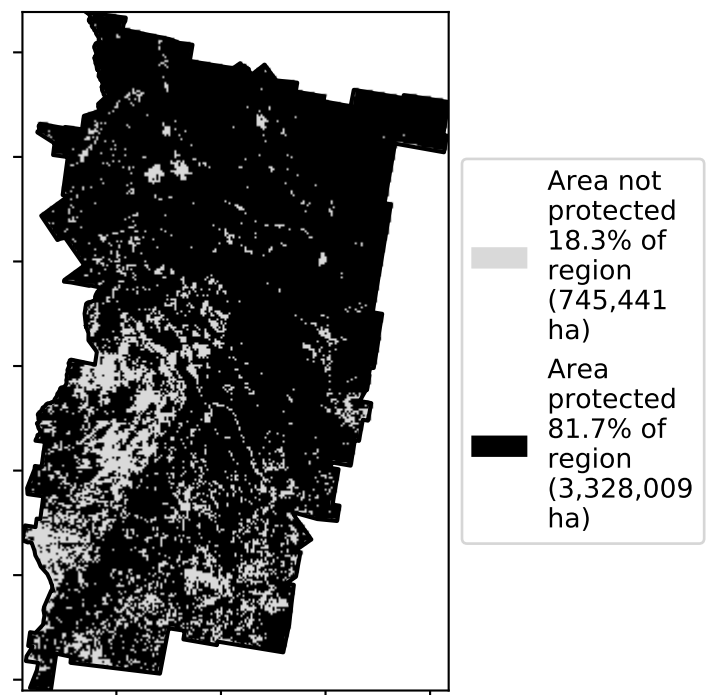 Area not
protected
18.3% of
region
(745,441
ha)
Area
protected
81.7% of
region
(3,328,009
ha)